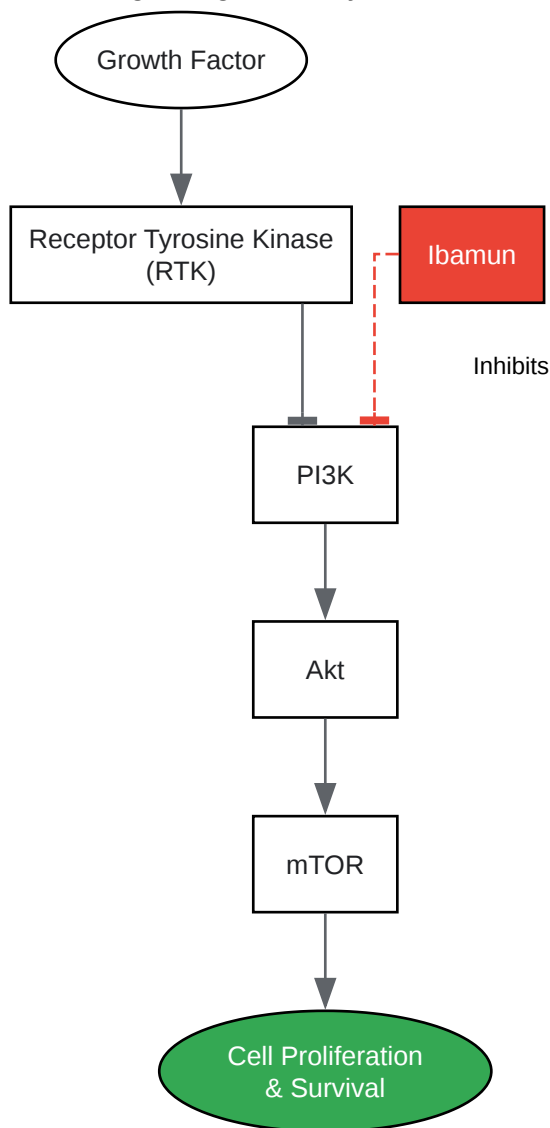 Growth Factor
Receptor Tyrosine Kinase
(RTK)
Ibamun
Inhibits
PI3K
Akt
mTOR
Cell Proliferation
& Survival